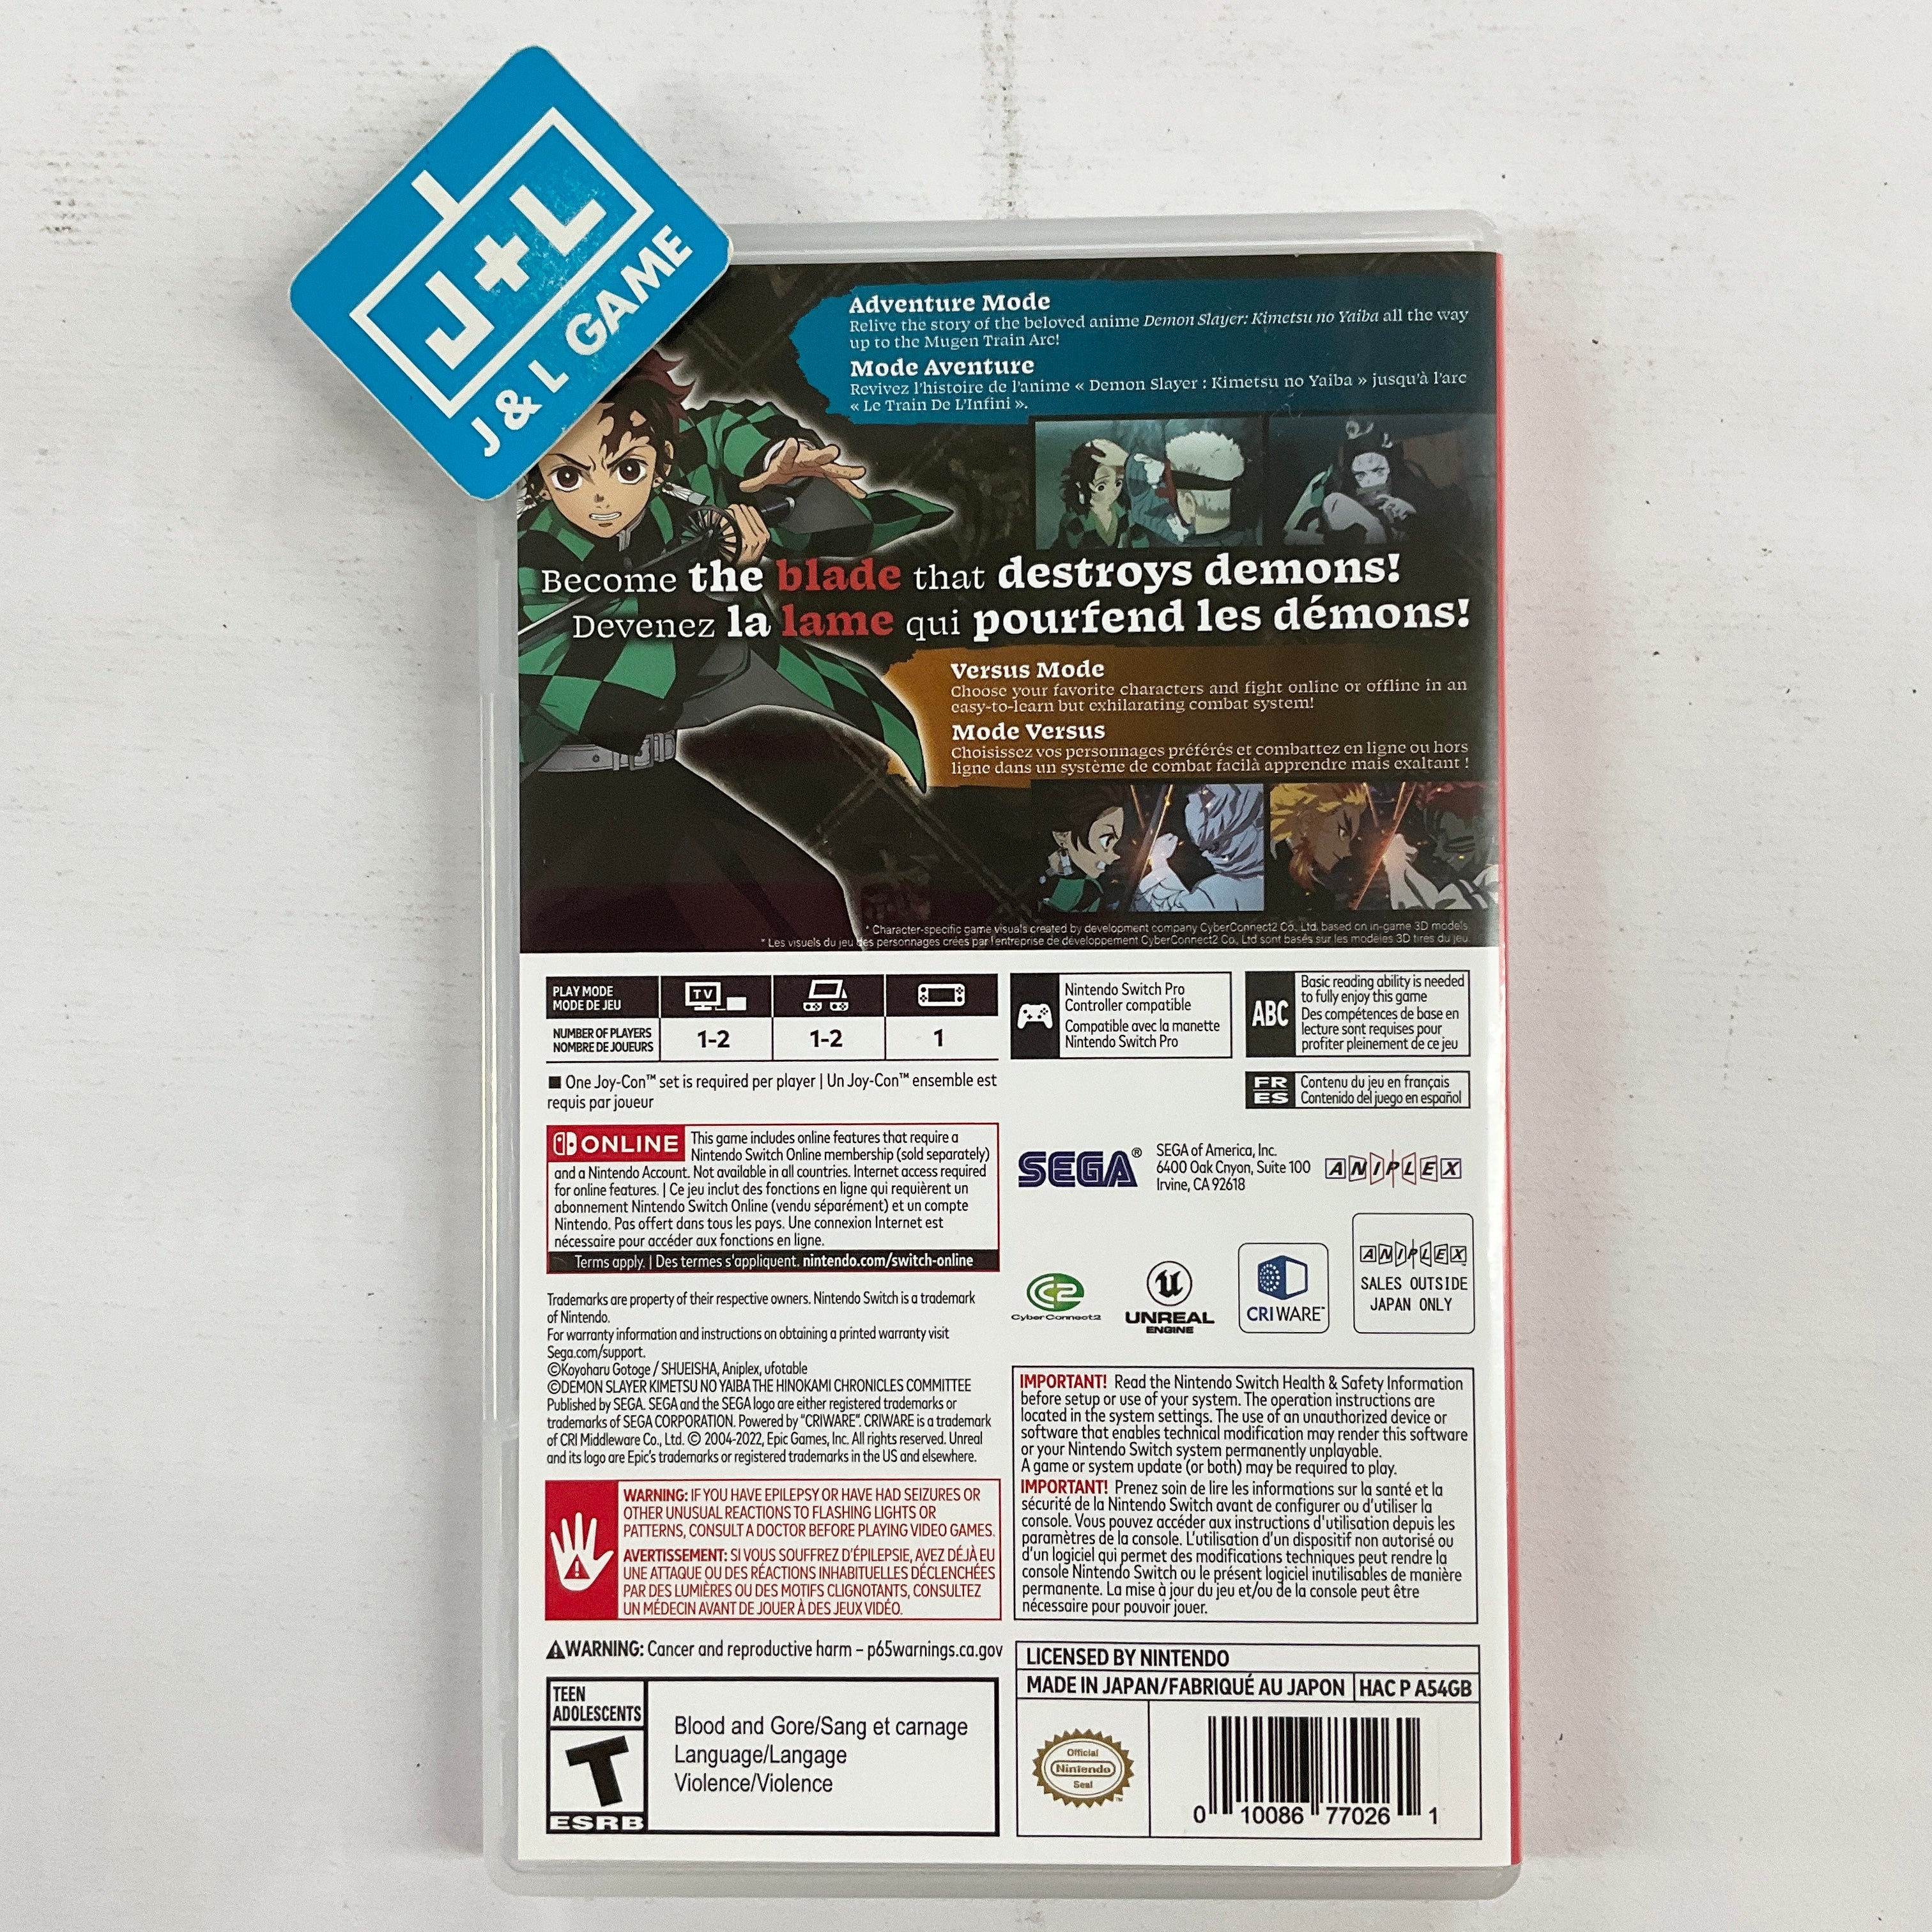 J+L
J & L GAME
Adventure Mode
Relive the story of the beloved anime Demon Slayer: Kimetsu no Yaiba all the way
up to the Mugen Train Arc!
Mode Aventure
Revivez l'histoire de l'anime « Demon Slayer : Kimetsu no Yaiba » jusqu'à l'arc
« Le Train De L'Infini ».
Become the blade that destroys demons!
Devenez la lame qui pourfend les démons!
Versus Mode
Choose your favorite characters and fight online or offline in an
easy-to-learn but exhilarating combat system!
Mode Versus
Choisissez vos personnages préférés et combattez en ligne ou hors
ligne dans un système de combat facilà apprendre mais exaltant !
* Character-specific game visuals created by development company CyberConnect2 Co., Ltd. based on in-game 3D models
* Les visuels du jeu des personnages crées par l'entreprise de développement CyberConnect2 Co, Ltd sont basés sur les modèles 3D tirés du jeu
PLAY MODE
MODE DE JEU
TV
NUMBER OF PLAYERS
NOMBRE DE JOUEURS
1-2
1-2
1
■ One Joy-Con™ set is required per player | Un Joy-Con™ ensemble est
requis par joueur
Nintendo Switch Pro
Controller compatible
Compatible avec la manette
Nintendo Switch Pro
ABC
Basic reading ability is needed
to fully enjoy this game
Des compétences de base en
lecture sont requises pour
profiter pleinement de ce jeu
FR
ES
Contenu du jeu en français
Contenido del juego en español
ONLINE
This game includes online features that require a
Nintendo Switch Online membership (sold separately)
and a Nintendo Account. Not available in all countries. Internet access required
for online features. | Ce jeu inclut des fonctions en ligne qui requièrent un
abonnement Nintendo Switch Online (vendu séparément) et un compte
Nintendo. Pas offert dans tous les pays. Une connexion Internet est
nécessaire pour accéder aux fonctions en ligne.
Terms apply. | Des termes s'appliquent. nintendo.com/switch-online
SEGA®
SEGA of America, Inc.
6400 Oak Cnyon, Suite 100
Irvine, CA 92618
ANIPLEX
CyberConnect2
UNREAL
ENGINE
CRIWARE™
ANIPLEX
SALES OUTSIDE
JAPAN ONLY
Trademarks are property of their respective owners. Nintendo Switch is a trademark
of Nintendo.
For warranty information and instructions on obtaining a printed warranty visit
Sega.com/support.
©Koyoharu Gotoge / SHUEISHA, Aniplex, ufotable
©DEMON SLAYER KIMETSU NO YAIBA THE HINOKAMI CHRONICLES COMMITTEE
Published by SEGA. SEGA and the SEGA logo are either registered trademarks or
trademarks of SEGA CORPORATION. Powered by "CRIWARE". CRIWARE is a trademark
of CRI Middleware Co., Ltd. © 2004-2022, Epic Games, Inc. All rights reserved. Unreal
and its logo are Epic's trademarks or registered trademarks in the US and elsewhere.
IMPORTANT! Read the Nintendo Switch Health & Safety Information
before setup or use of your system. The operation instructions are
located in the system settings. The use of an unauthorized device or
software that enables technical modification may render this software
or your Nintendo Switch system permanently unplayable.
A game or system update (or both) may be required to play.
IMPORTANT! Prenez soin de lire les informations sur la santé et la
sécurité de la Nintendo Switch avant de configurer ou d'utiliser la
console. Vous pouvez accéder aux instructions d'utilisation depuis les
paramètres de la console. L'utilisation d'un dispositif non autorisé ou
d'un logiciel qui permet des modifications techniques peut rendre la
console Nintendo Switch ou le présent logiciel inutilisables de manière
permanente. La mise à jour du jeu et/ou de la console peut être
nécessaire pour pouvoir jouer.
WARNING: IF YOU HAVE EPILEPSY OR HAVE HAD SEIZURES OR
OTHER UNUSUAL REACTIONS TO FLASHING LIGHTS OR
PATTERNS, CONSULT A DOCTOR BEFORE PLAYING VIDEO GAMES.
AVERTISSEMENT: SI VOUS SOUFFREZ D'ÉPILEPSIE, AVEZ DÉJÀ EU
UNE ATTAQUE OU DES RÉACTIONS INHABITUELLES DÉCLENCHÉES
PAR DES LUMIÈRES OU DES MOTIFS CLIGNOTANTS, CONSULTEZ
UN MÉDECIN AVANT DE JOUER À DES JEUX VIDÉO.
⚠WARNING: Cancer and reproductive harm – p65warnings.ca.gov
TEEN
ADOLESCENTS
T
ESRB
Blood and Gore/Sang et carnage
Language/Langage
Violence/Violence
LICENSED BY NINTENDO
MADE IN JAPAN/FABRIQUÉ AU JAPON
HAC P A54GB
Official
Nintendo
Seal
™
0 10086 77026 1